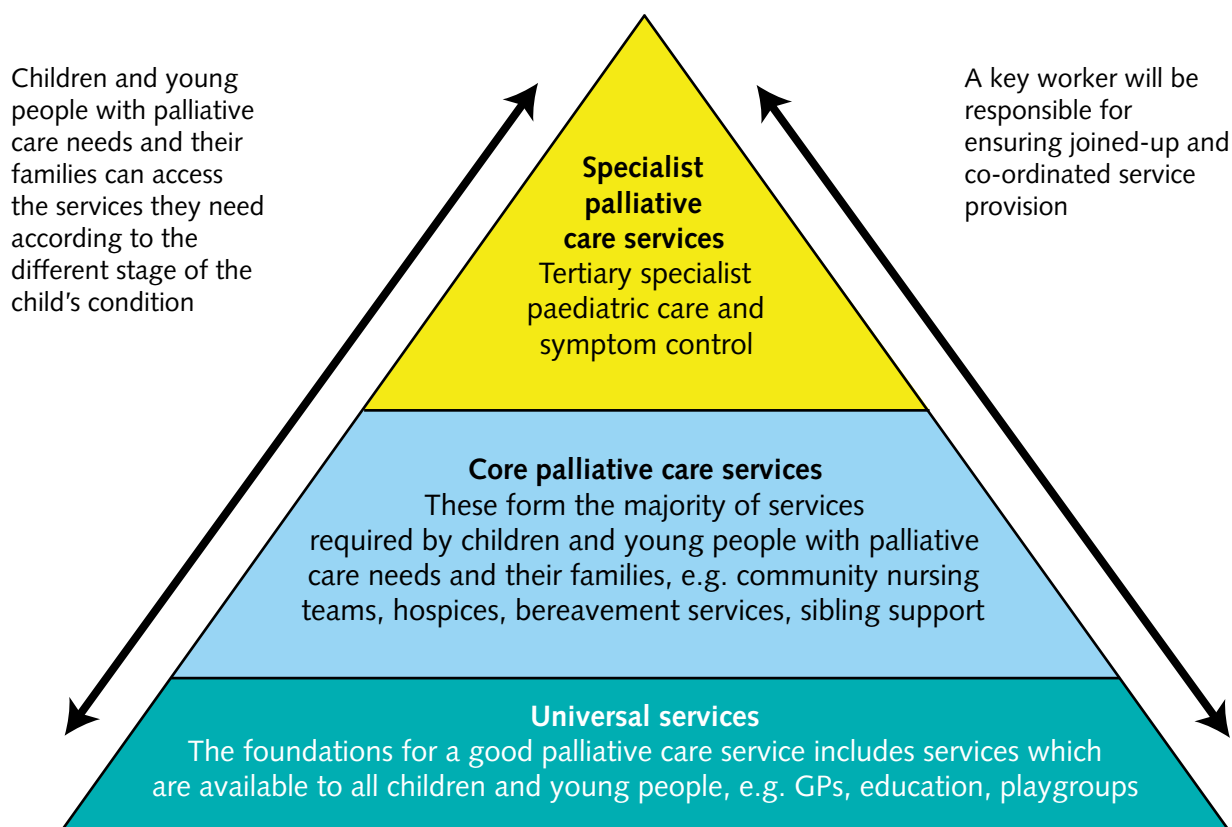 Children and young
people with palliative
care needs and their
families can access
the services they need
according to the
different stage of the
child's condition
A key worker will be
responsible for
ensuring joined-up and
co-ordinated service
provision
Specialist
palliative
care services
Tertiary specialist
paediatric care and
symptom control
Core palliative care services
These form the majority of services
required by children and young people with palliative
care needs and their families, e.g. community nursing
teams, hospices, bereavement services, sibling support
Universal services
The foundations for a good palliative care service includes services which
are available to all children and young people, e.g. GPs, education, playgroups